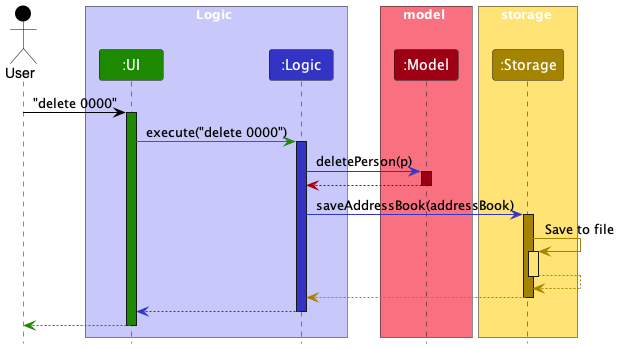 Logic
model
storage
:UI
:Logic
:Model
:Storage
User
"delete 0000"
execute("delete 0000")
deletePerson(p)
saveAddressBook(addressBook)
Save to file